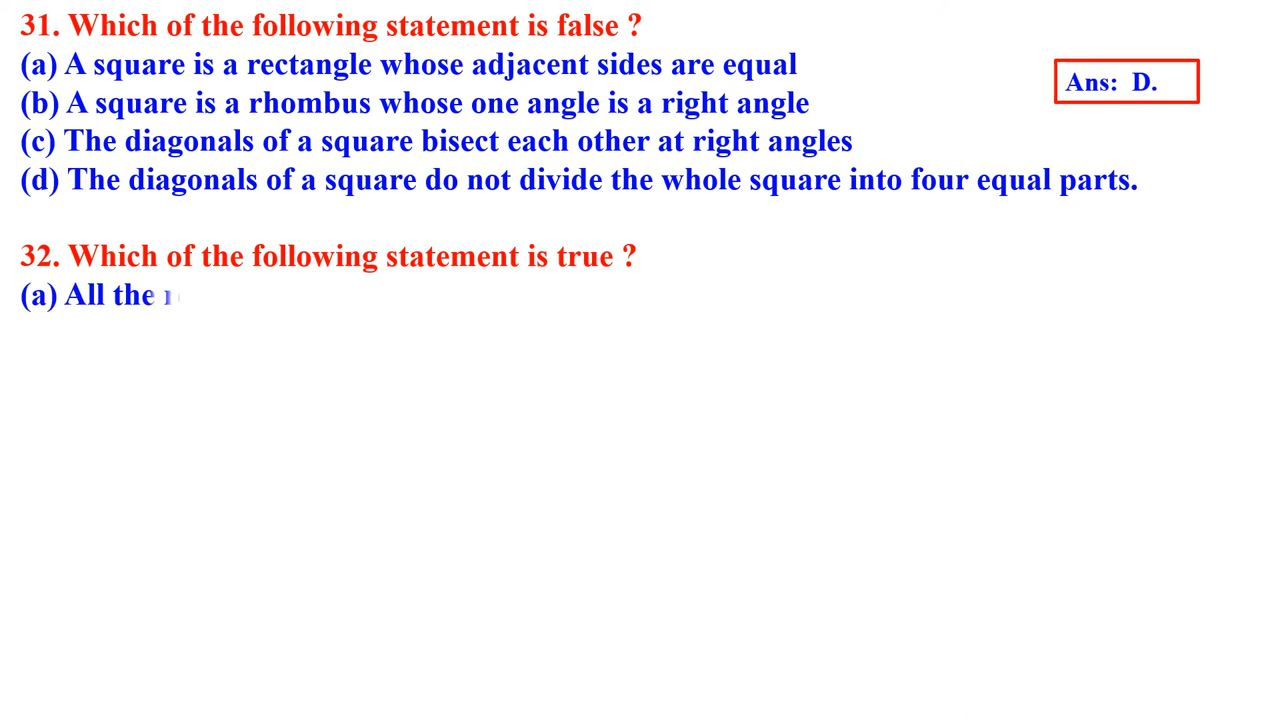 31. Which of the following statement is false ?
(a) A square is a rectangle whose adjacent sides are equal
(b) A square is a rhombus whose one angle is a right angle
(c) The diagonals of a square bisect each other at right angles
(d) The diagonals of a square do not divide the whole square into four equal parts.
Ans: D.
32. Which of the following statement is true ?
(a) All the